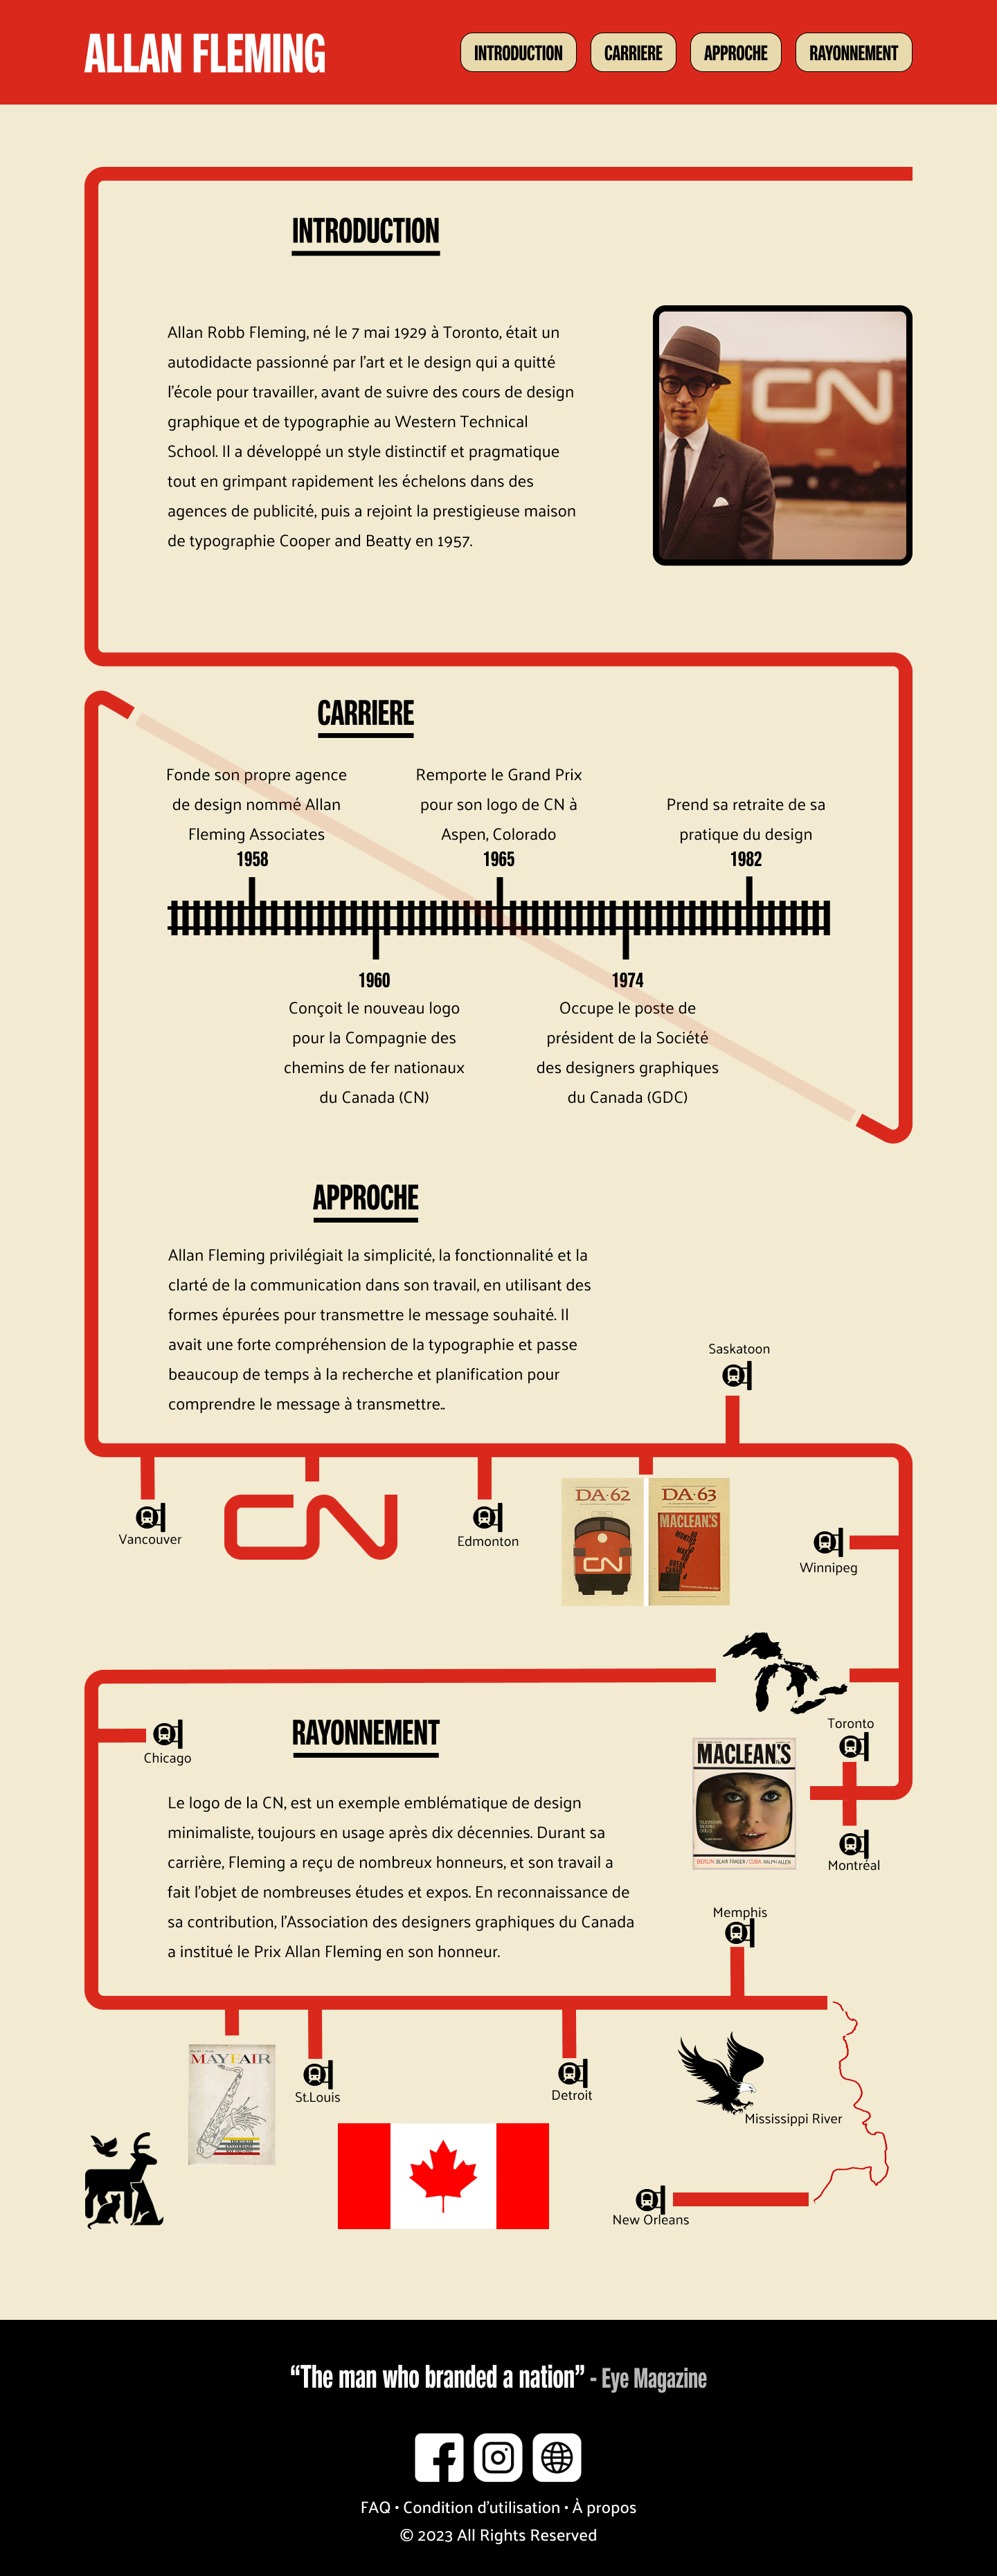 ALLAN FLEMING
INTRODUCTION
CARRIERE
APPROCHE
RAYONNEMENT
INTRODUCTION
Allan Robb Fleming, né le 7 mai 1929 à Toronto, était un
autodidacte passionné par l'art et le design qui a quitté
l'école pour travailler, avant de suivre des cours de design
graphique et de typographie au Western Technical
School. Il a développé un style distinctif et pragmatique
tout en grimpant rapidement les échelons dans des
agences de publicité, puis a rejoint la prestigieuse maison
de typographie Cooper and Beatty en 1957.
CN
CARRIERE
Fonde son propre agence
de design nommé Allan
Fleming Associates
1958
Remporte le Grand Prix
pour son logo de CN à
Aspen, Colorado
1965
Prend sa retraite de sa
pratique du design
1982
1960
Conçoit le nouveau logo
pour la Compagnie des
chemins de fer nationaux
du Canada (CN)
1974
Occupe le poste de
président de la Société
des designers graphiques
du Canada (GDC)
APPROCHE
Allan Fleming privilégiait la simplicité, la fonctionnalité et la
clarté de la communication dans son travail, en utilisant des
formes épurées pour transmettre le message souhaité. Il
avait une forte compréhension de la typographie et passe
beaucoup de temps à la recherche et planification pour
comprendre le message à transmettre..
Saskatoon
Vancouver
CN
Edmonton
DA·62
CN
DA·63
MACLEAN'S
Winnipeg
Toronto
Chicago
RAYONNEMENT
MACLEAN'S
BERLIN: BLAIR FRASER / CUBA: RALPH ALLEN
Montréal
Le logo de la CN, est un exemple emblématique de design
minimaliste, toujours en usage après dix décennies. Durant sa
carrière, Fleming a reçu de nombreux honneurs, et son travail a
fait l'objet de nombreuses études et expos. En reconnaissance de
sa contribution, l'Association des designers graphiques du Canada
a institué le Prix Allan Fleming en son honneur.
Memphis
MAYFAIR
St.Louis
Detroit
Mississippi River
New Orleans
“The man who branded a nation” - Eye Magazine
FAQ • Condition d'utilisation • À propos
© 2023 All Rights Reserved